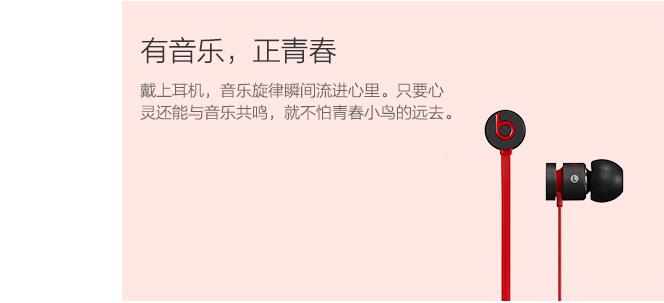 有音乐，正青春
戴上耳机，音乐旋律瞬间流进心里。只要心
灵还能与音乐共鸣，就不怕青春小鸟的远去。